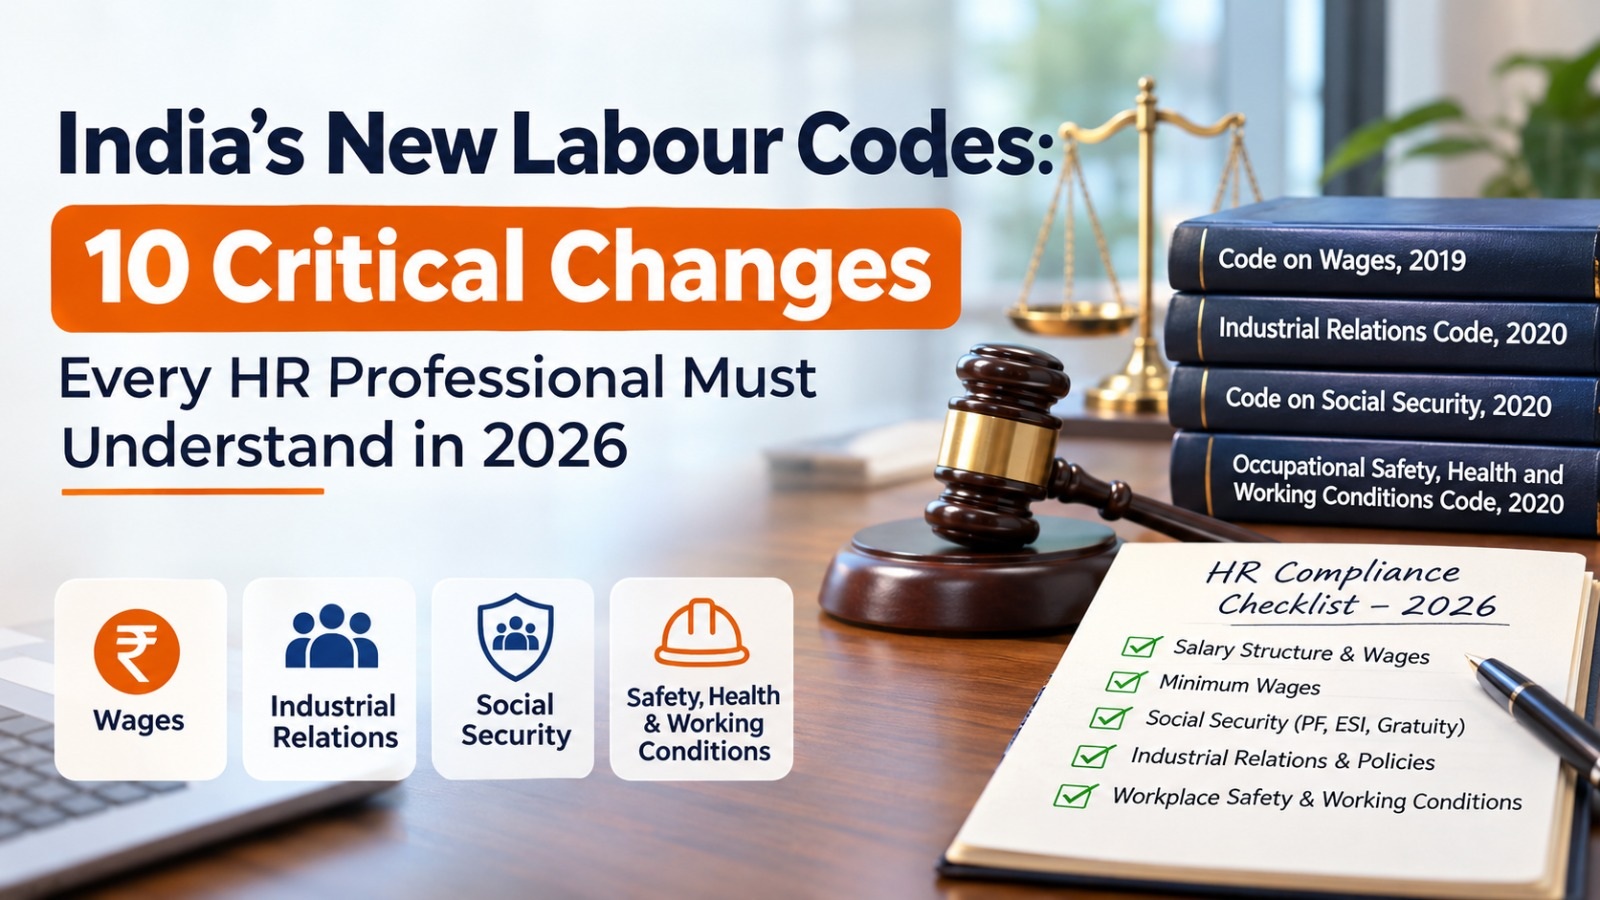 India's New Labour Codes:
10 Critical Changes
Every HR Professional Must
Understand in 2026
₹
Wages
Industrial
Relations
Social
Security
Safety, Health
& Working
Conditions
Code on Wages, 2019
Industrial Relations Code, 2020
Code on Social Security, 2020
Occupational Safety, Health and
Working Conditions Code, 2020
HR Compliance
Checklist – 2026
Salary Structure & Wages
Minimum Wages
Social Security (PF, ESI, Gratuity)
Industrial Relations & Policies
Workplace Safety & Working Conditions